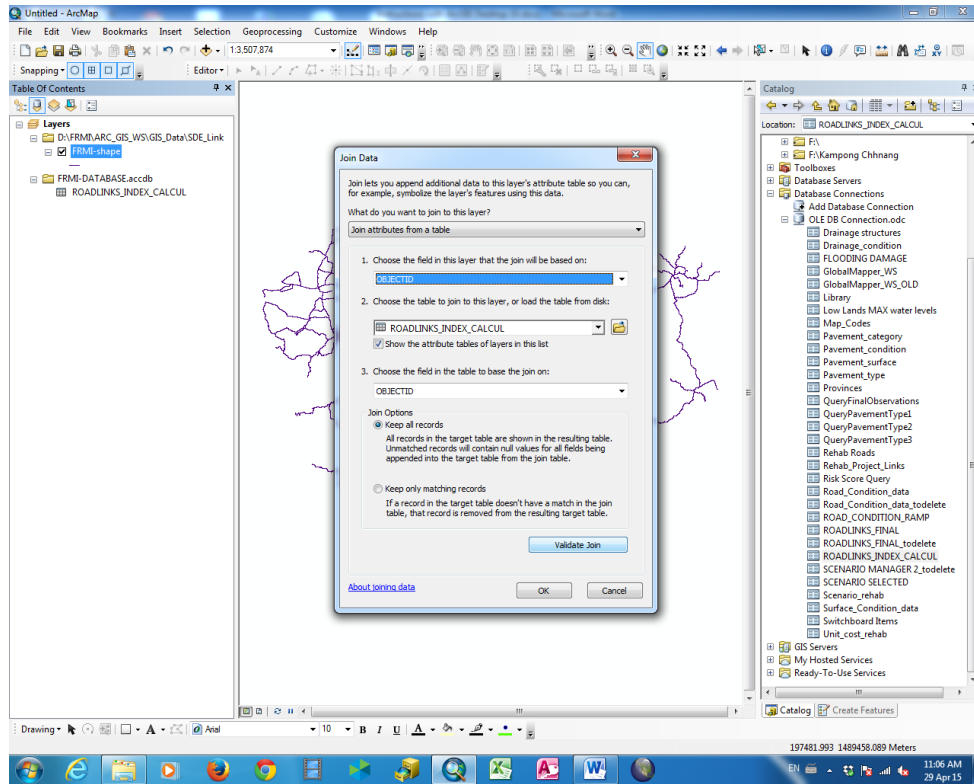 Untitled - ArcMap
File Edit View Bookmarks Insert Selection Geoprocessing Customize Windows Help
1:3,507,874
Snapping
Editor
Table Of Contents
Layers
D:\FRMI\ARC_GIS_WS\GIS_Data\SDE_Link
FRMI-shape
FRMI-DATABASE.accdb
ROADLINKS_INDEX_CALCUL
Join Data
Join lets you append additional data to this layer's attribute table so you can,
for example, symbolize the layer's features using this data.
What do you want to join to this layer?
Join attributes from a table
1. Choose the field in this layer that the join will be based on:
OBJECTID
2. Choose the table to join to this layer, or load the table from disk:
ROADLINKS_INDEX_CALCUL
Show the attribute tables of layers in this list
3. Choose the field in the table to base the join on:
OBJECTID
Join Options
Keep all records
All records in the target table are shown in the resulting table.
Unmatched records will contain null values for all fields being
appended into the target table from the join table.
Keep only matching records
If a record in the target table doesn't have a match in the join
table, that record is removed from the resulting target table.
Validate Join
About joining data
OK
Cancel
Catalog
Location: ROADLINKS_INDEX_CALCUL
F:\
F:\Kampong Chhnang
Toolboxes
Database Servers
Database Connections
Add Database Connection
OLE DB Connection.odc
Drainage structures
Drainage_condition
FLOODING DAMAGE
GlobalMapper_WS
GlobalMapper_WS_OLD
Library
Low Lands MAX water levels
Map_Codes
Pavement_category
Pavement_condition
Pavement_surface
Pavement_type
Provinces
QueryFinalObservations
QueryPavementType1
QueryPavementType2
QueryPavementType3
Rehab Roads
Rehab_Project_Links
Risk Score Query
Road_Condition_data
Road_Condition_data_todelete
ROAD_CONDITION_RAMP
ROADLINKS_FINAL
ROADLINKS_FINAL_todelete
ROADLINKS_INDEX_CALCUL
SCENARIO MANAGER 2_todelete
SCENARIO SELECTED
Scenario_rehab
Surface_Condition_data
Switchboard Items
Unit_cost_rehab
GIS Servers
My Hosted Services
Ready-To-Use Services
Catalog Create Features
Drawing A Arial 10 B I U A
197481.993 1489458.089 Meters
EN
11:06 AM
29 Apr 13